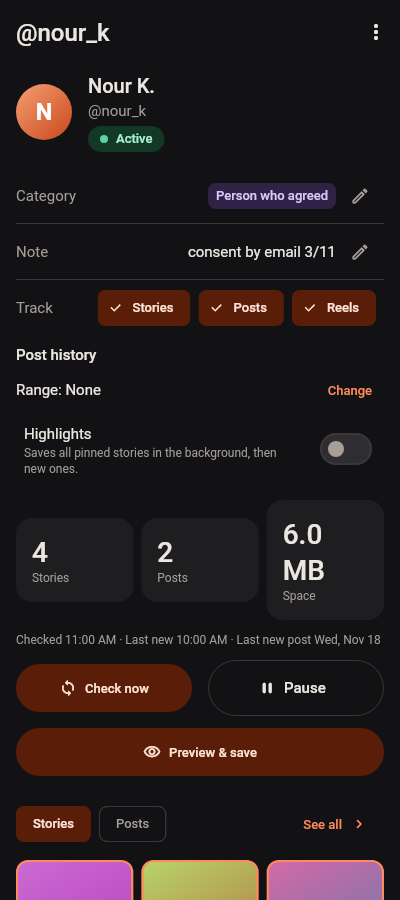 @nour_k
N
Nour K.
@nour_k
Active
Category
Person who agreed
Note
consent by email 3/11
Track
Stories
Posts
Reels
Post history
Range: None
Change
Highlights
Saves all pinned stories in the background, then
new ones.
4
Stories
2
Posts
6.0
MB
Space
Checked 11:00 AM · Last new 10:00 AM · Last new post Wed, Nov 18
Check now
Pause
Preview & save
Stories
Posts
See all